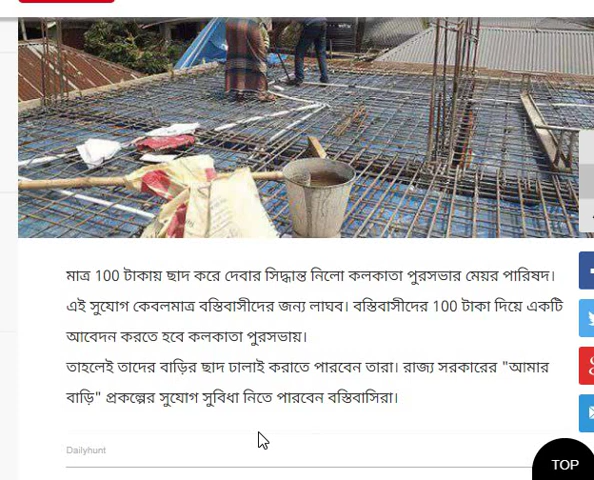 মাত্র 100 টাকায় ছাদ করে দেবার সিদ্ধান্ত নিলো কলকাতা পুরসভার মেয়র পারিষদ।
এই সুযোগ কেবলমাত্র বস্তিবাসীদের জন্য লাঘব। বস্তিবাসীদের 100 টাকা দিয়ে একটি
আবেদন করতে হবে কলকাতা পুরসভায়।
তাহলেই তাদের বাড়ির ছাদ ঢালাই করাতে পারবেন তারা। রাজ্য সরকারের "আমার
বাড়ি" প্রকল্পের সুযোগ সুবিধা নিতে পারবেন বস্তিবাসিরা।
Dailyhunt
TOP